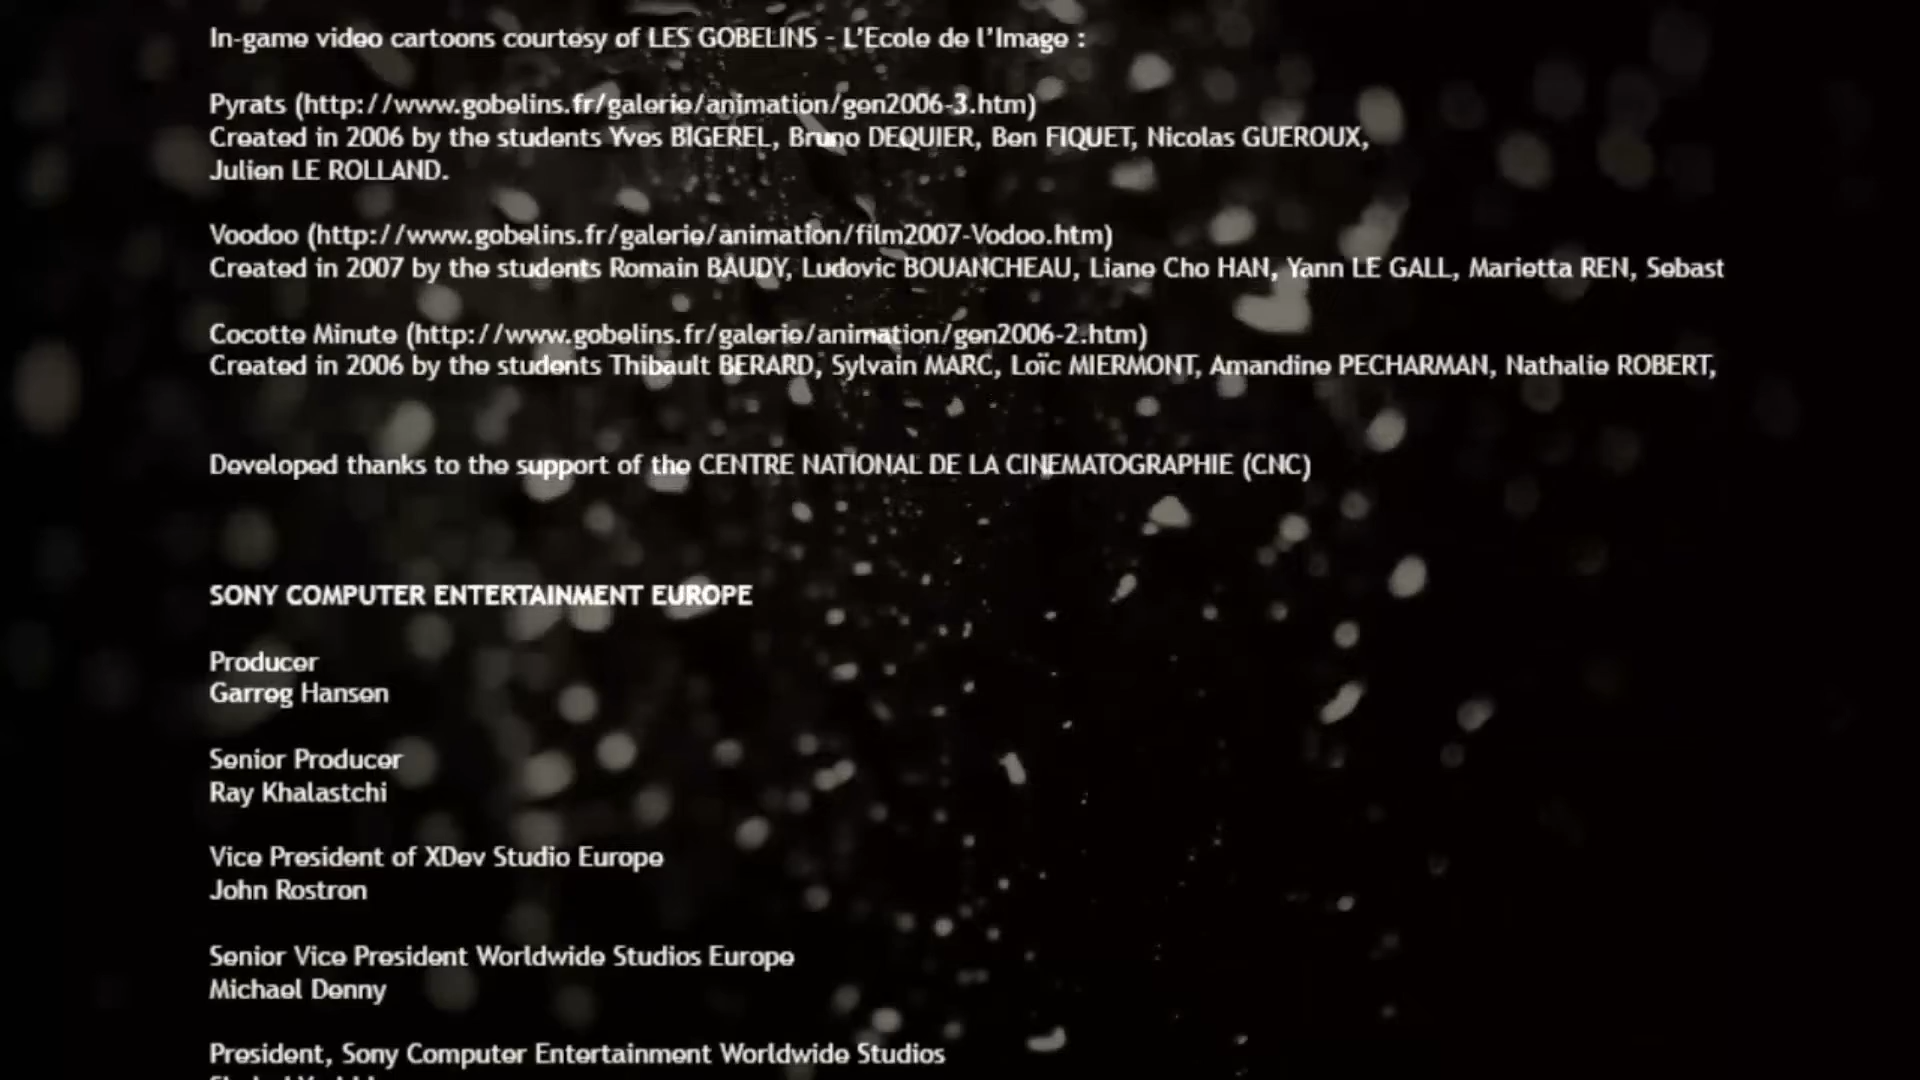 In-game video cartoons courtesy of LES GOBELINS - L'Ecole de l'Image :
Pyrats (http://www.gobelins.fr/galerie/animation/gen2006-3.htm)
Created in 2006 by the students Yves BIGEREL, Bruno DEQUIER, Ben FIQUET, Nicolas GUEROUX,
Julien LE ROLLAND.
Voodoo (http://www.gobelins.fr/galerie/animation/film2007-Vodoo.htm)
Created in 2007 by the students Romain BAUDY, Ludovic BOUANCHEAU, Liane Cho HAN, Yann LE GALL, Marietta REN, Sebast
Cocotte Minute (http://www.gobelins.fr/galerie/animation/gen2006-2.htm)
Created in 2006 by the students Thibault BERARD, Sylvain MARC, Loïc MIERMONT, Amandine PECHARMAN, Nathalie ROBERT,
Developed thanks to the support of the CENTRE NATIONAL DE LA CINEMATOGRAPHIE (CNC)
SONY COMPUTER ENTERTAINMENT EUROPE
Producer
Garreg Hansen
Senior Producer
Ray Khalastchi
Vice President of XDev Studio Europe
John Rostron
Senior Vice President Worldwide Studios Europe
Michael Denny
President, Sony Computer Entertainment Worldwide Studios